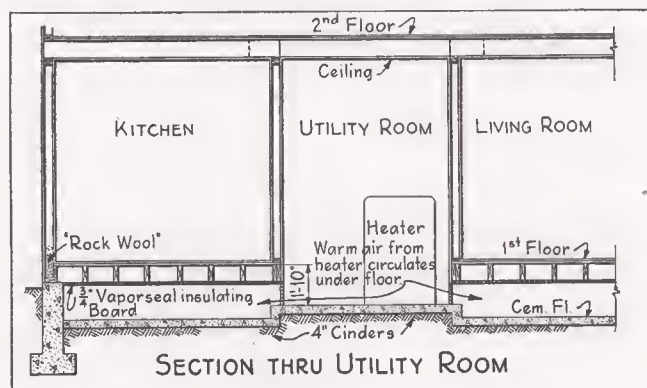 2nd Floor
Ceiling
KITCHEN
UTILITY ROOM
LIVING ROOM
"Rock Wool"
Heater
Warm air from
heater circulates
under floor.
1st Floor
1'-10"
3/4" Vaporseal insulating
Board
Cem. Fl.
4" Cinders
SECTION THRU UTILITY ROOM